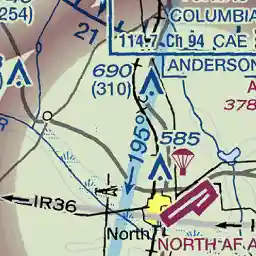 (254)
21
COLUMBIA
114.7 Ch 94 CAE
ANDERSON
690
(310)
195°
585
A
378
IR36
North
NORTH AF A